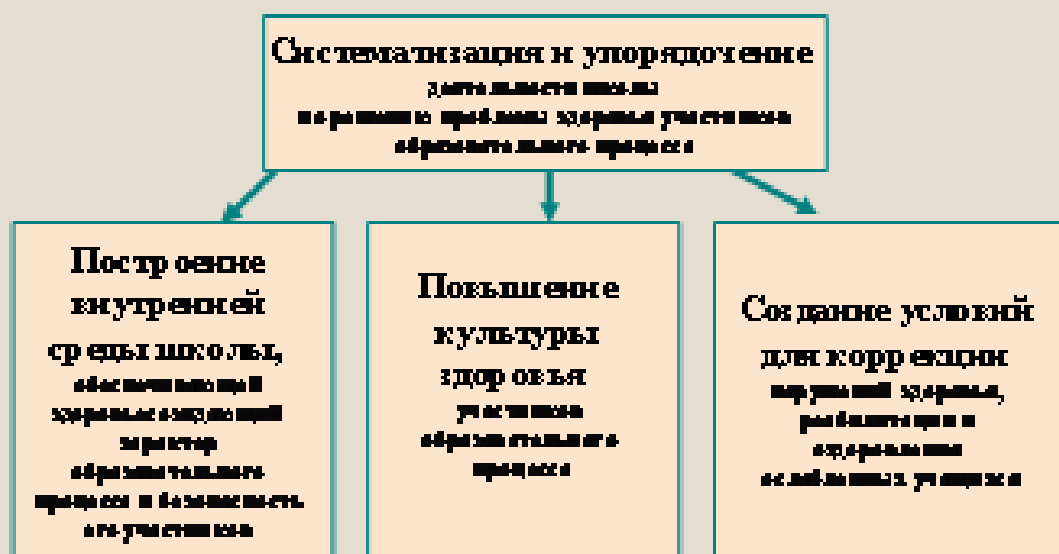 Систематизация и упорядочение
деятельности школы
по решению проблемы здоровья участников
образовательного процесса
Построение
внутренней
среды школы,
обеспечивающей
здоровьесозидающий
характер
образовательного
процесса и безопасность
его участников
Повышение
культуры
здоровья
участников
образовательного
процесса
Создание условий
для коррекции
нарушений здоровья,
реабилитации и
оздоровления
ослабленных учащихся